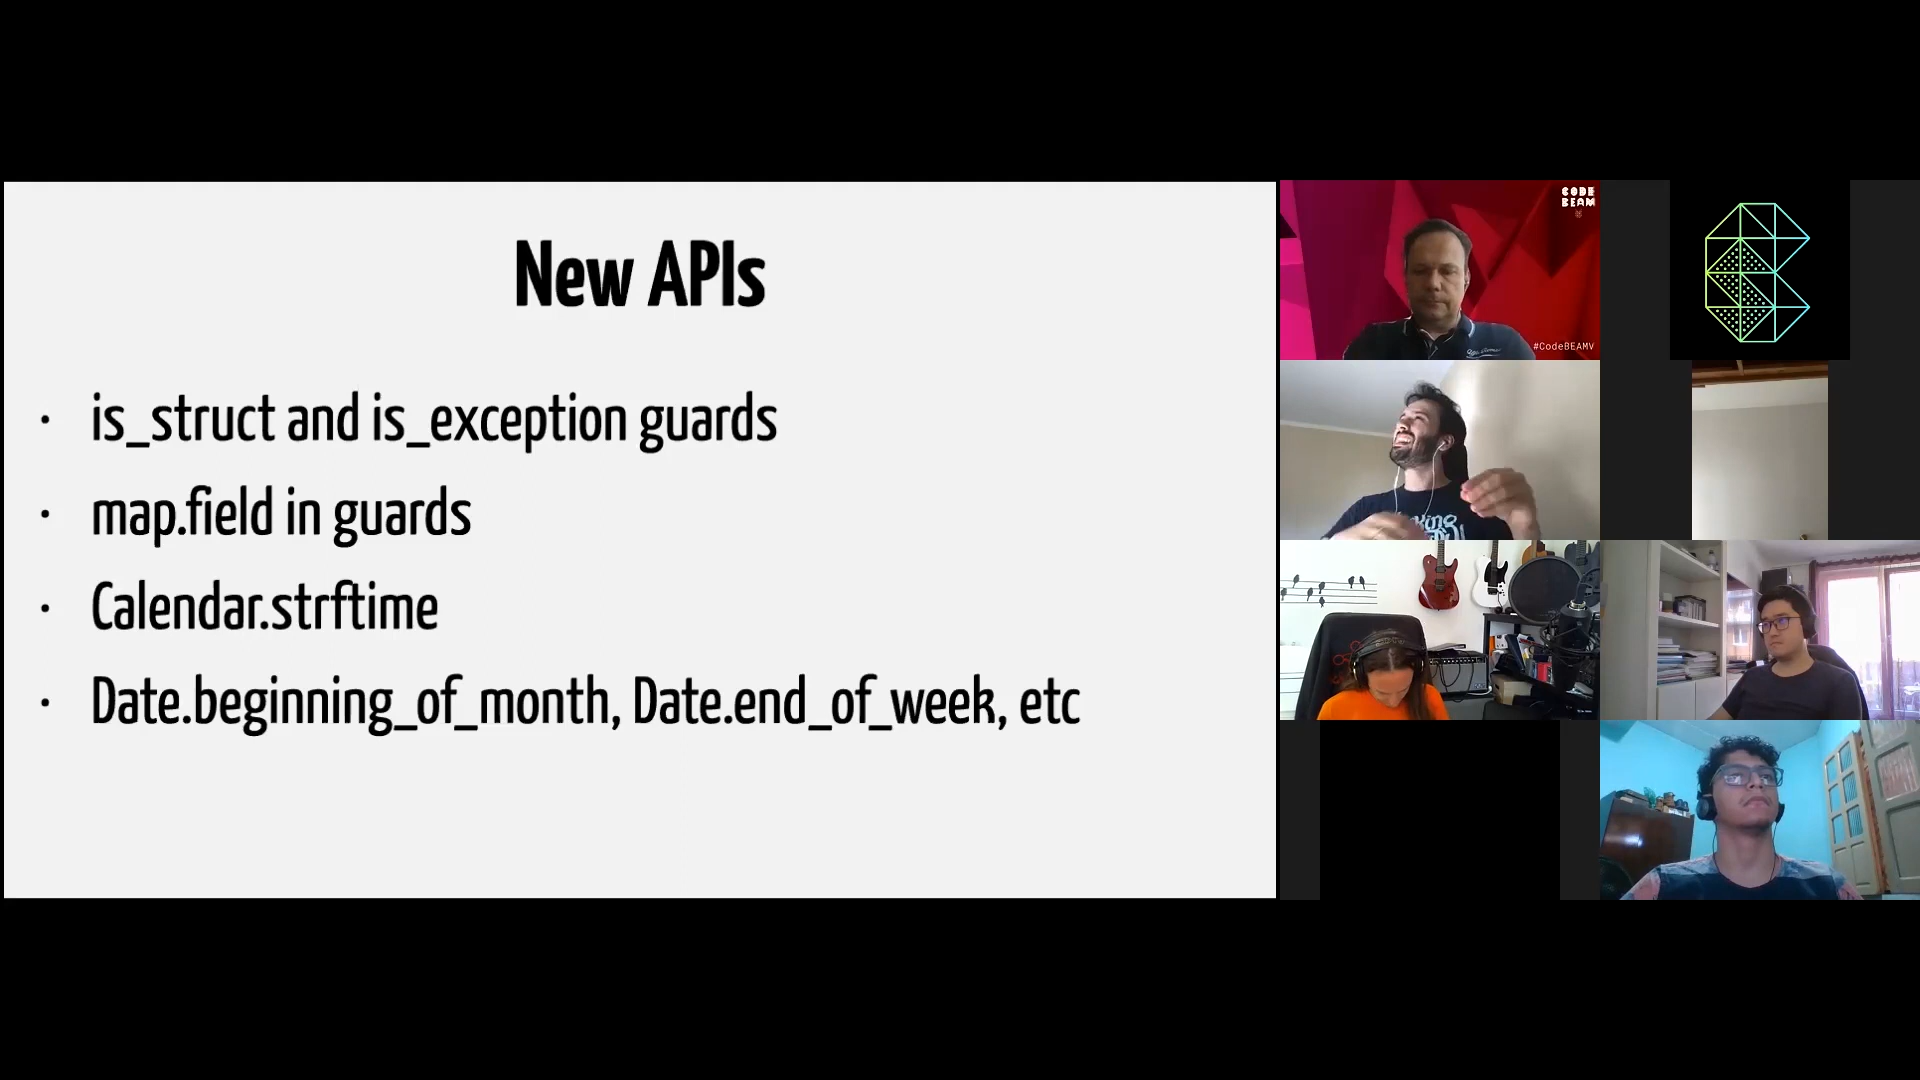 New APIs
· is_struct and is_exception guards
· map.field in guards
· Calendar.strftime
· Date.beginning_of_month, Date.end_of_week, etc
CODE
BEAM
#CodeBEAMV